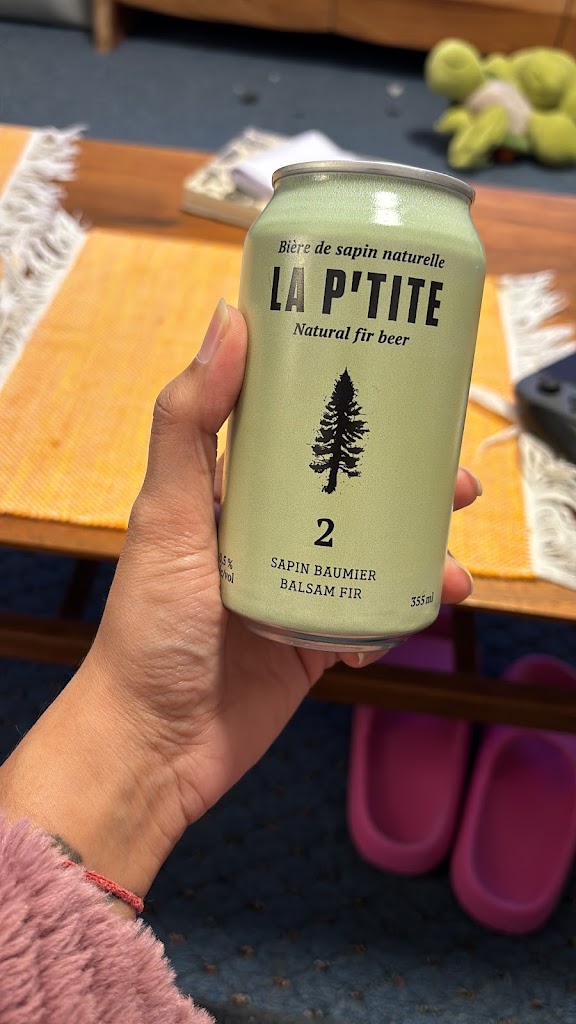 Bière de sapin naturelle
LA P'TITE
Natural fir beer
2
SAPIN BAUMIER
BALSAM FIR
355 ml